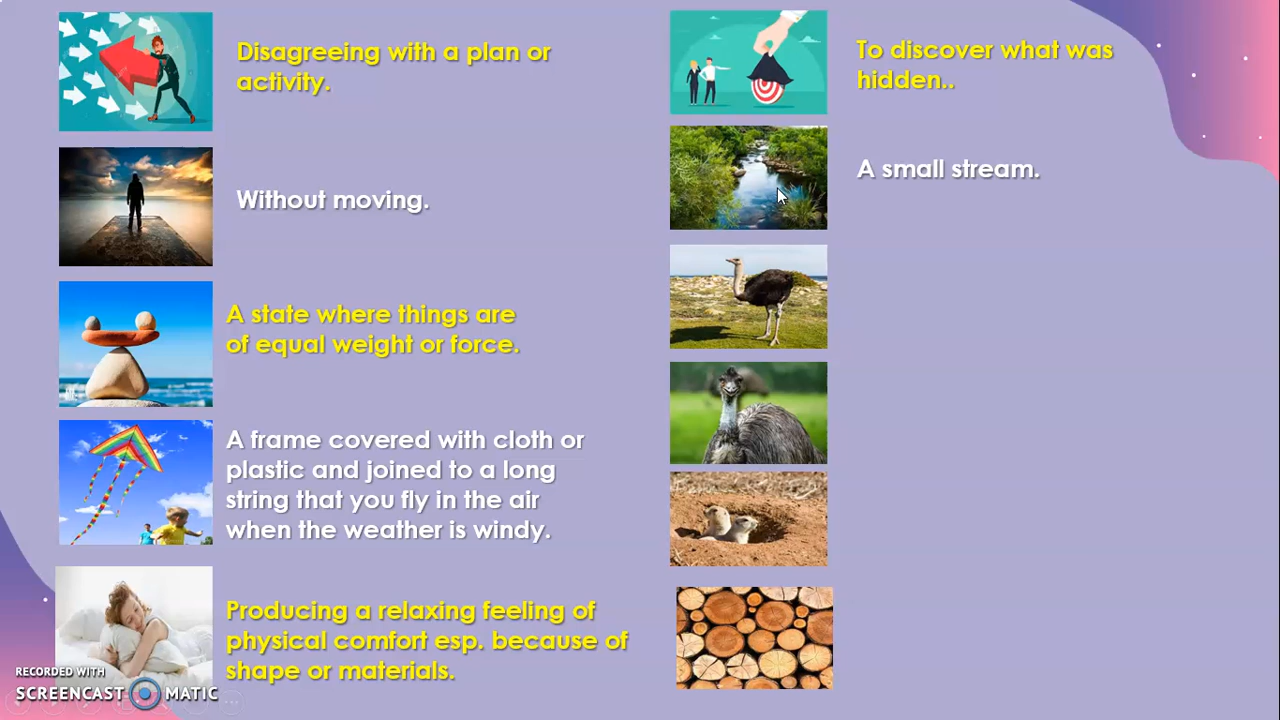 Disagreeing with a plan or
activity.
Without moving.
A state where things are
of equal weight or force.
A frame covered with cloth or
plastic and joined to a long
string that you fly in the air
when the weather is windy.
Producing a relaxing feeling of
physical comfort esp. because of
shape or materials.
To discover what was
hidden..
A small stream.
RECORDED WITH
SCREENCAST MATIC